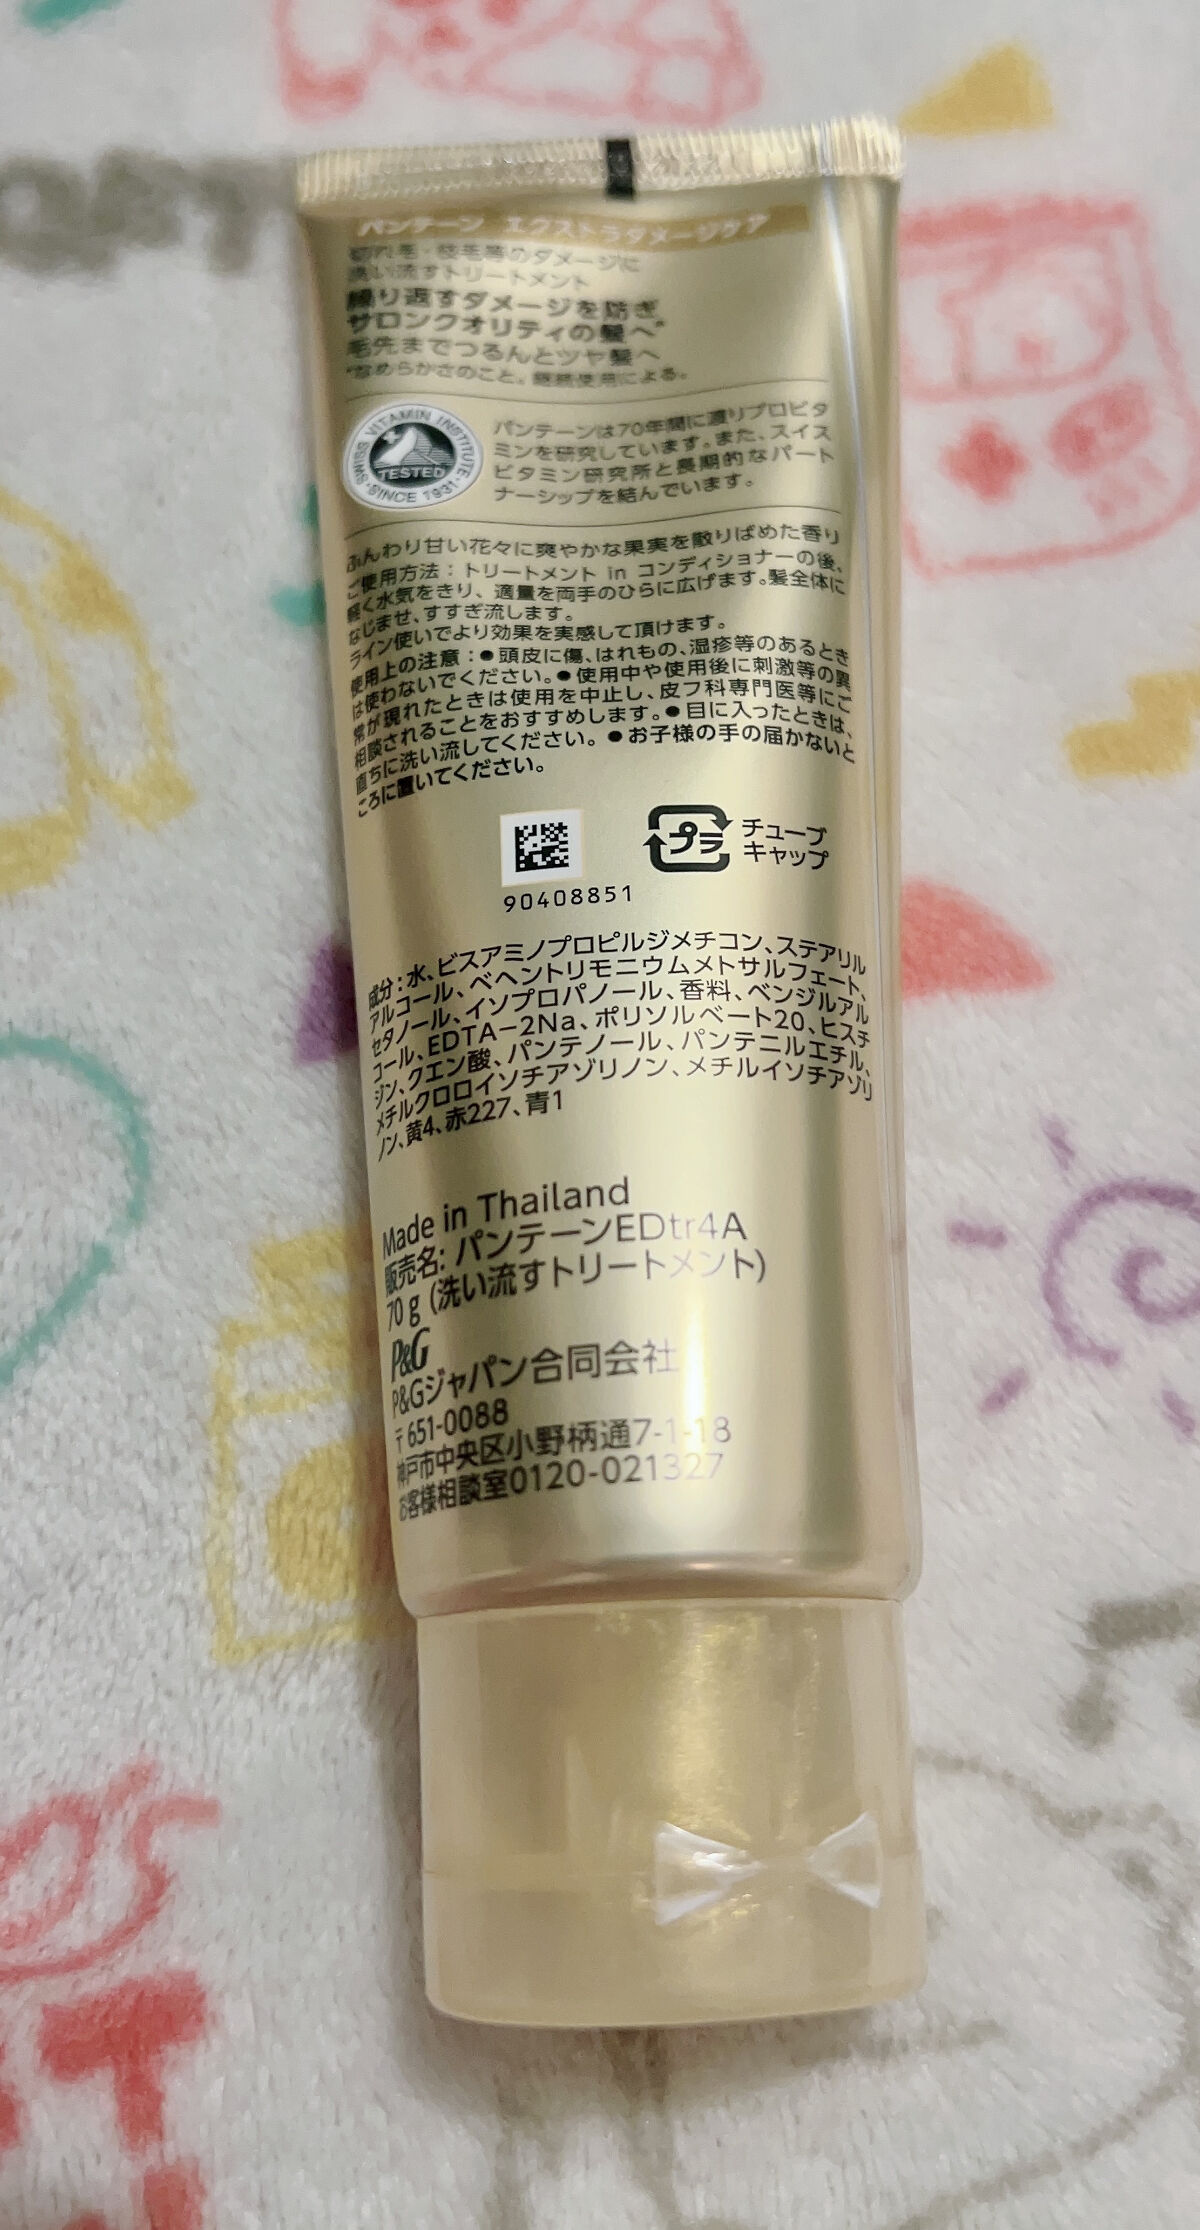 パンテーン エクストラダメージケア
切れ毛・枝毛等のダメージに
洗い流すトリートメント
繰り返すダメージを防ぎ
サロンクオリティの髪へ*
毛先までつるんとツヤ髪へ
*なめらかさのこと。継続使用による。
SWISS VITAMIN INSTITUTE
TESTED
・SINCE 1931・
パンテーンは70年間に渡りプロビタ
ミンを研究しています。また、スイス
ビタミン研究所と長期的なパート
ナーシップを結んでいます。
ふんわり甘い花々に爽やかな果実を散りばめた香り
ご使用方法：トリートメント in コンディショナーの後、
軽く水気をきり、適量を両手のひらに広げます。髪全体に
なじませ、すすぎ流します。
ライン使いでより効果を実感して頂けます。
使用上の注意：●頭皮に傷、はれもの、湿疹等のあるとき
は使わないでください。●使用中や使用後に刺激等の異
常が現れたときは使用を中止し、皮フ科専門医等にご
相談されることをおすすめします。●目に入ったときは、
直ちに洗い流してください。●お子様の手の届かないと
ころに置いてください。
プラ
チューブ
キャップ
90408851
成分：水、ビスアミノプロピルジメチコン、ステアリル
アルコール、ベヘントリモニウムメトサルフェート、
セタノール、イソプロパノール、香料、ベンジルアル
コール、EDTA－2Na、ポリソルベート20、ヒスチ
ジン、クエン酸、パンテノール、パンテニルエチル、
メチルクロロイソチアゾリノン、メチルイソチアゾリ
ノン、黄4、赤227、青1
Made in Thailand
販売名：パンテーンEDtr4A
70 g (洗い流すトリートメント)
P&G
P&Gジャパン合同会社
〒651-0088
神戸市中央区小野柄通7-1-18
お客様相談室0120-021327